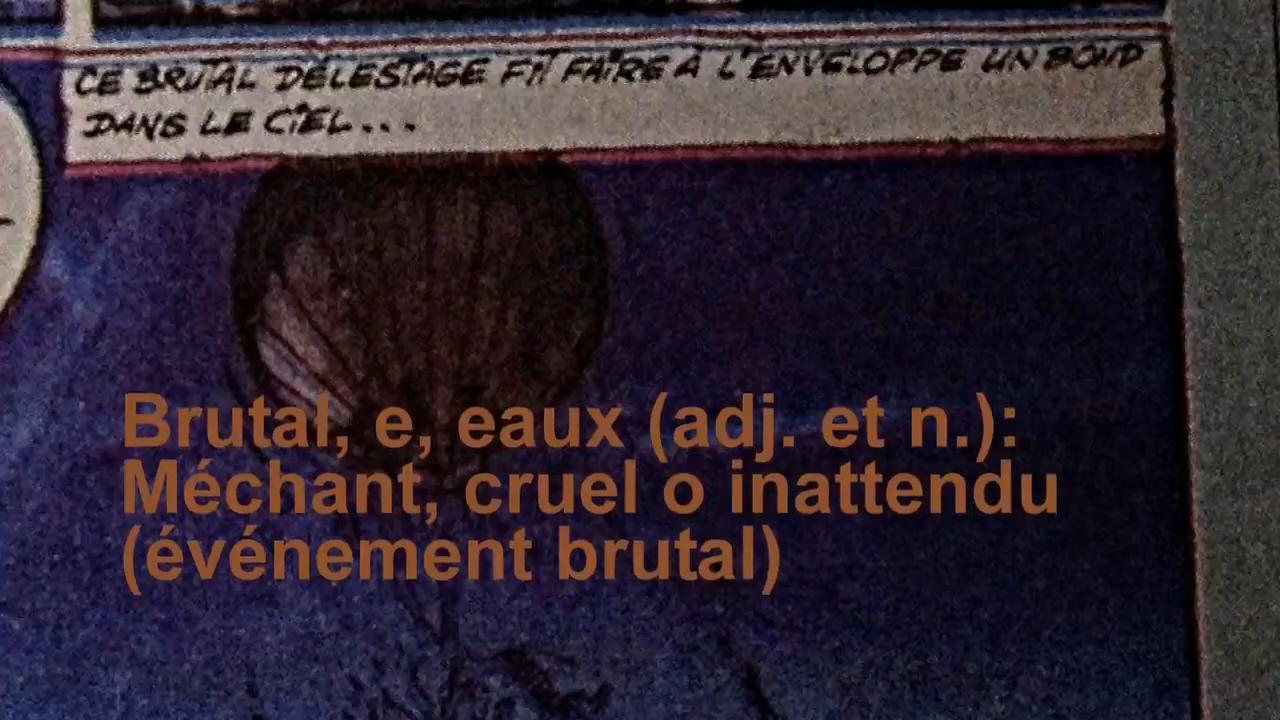 CE BRUTAL DÉLESTAGE FIT FAIRE À L'ENVELOPPE UN BOND
DANS LE CIEL...
Brutal, e, eaux (adj. et n.):
Méchant, cruel o inattendu
(événement brutal)